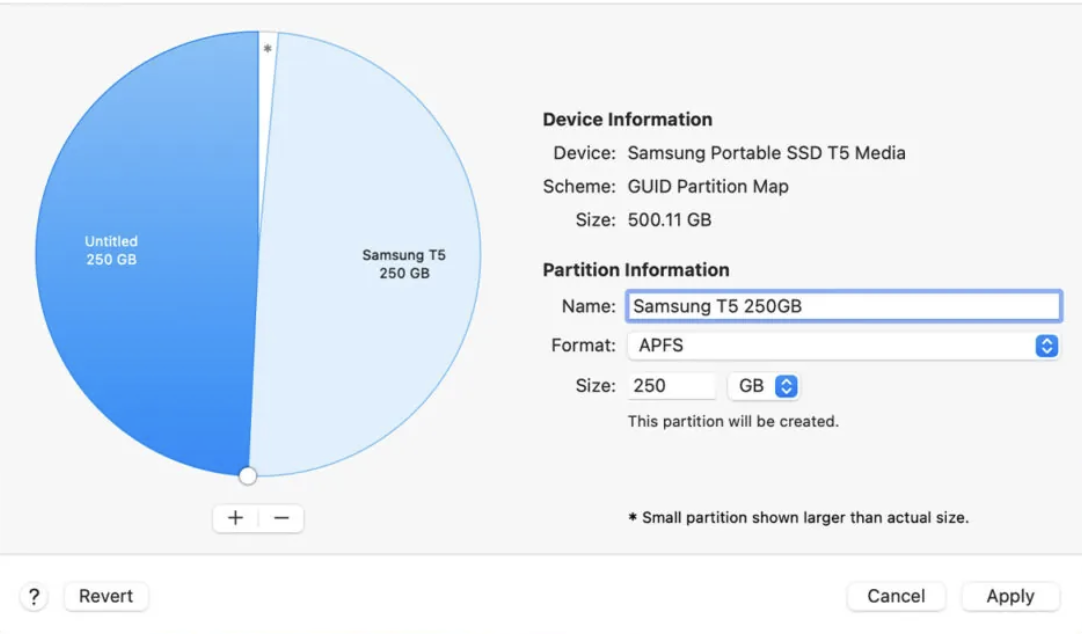 *
Untitled
250 GB
Samsung T5
250 GB
Device Information
Device: Samsung Portable SSD T5 Media
Scheme: GUID Partition Map
Size: 500.11 GB
Partition Information
Name: Samsung T5 250GB
Format: APFS
Size: 250 GB
This partition will be created.
+ −
* Small partition shown larger than actual size.
? Revert Cancel Apply